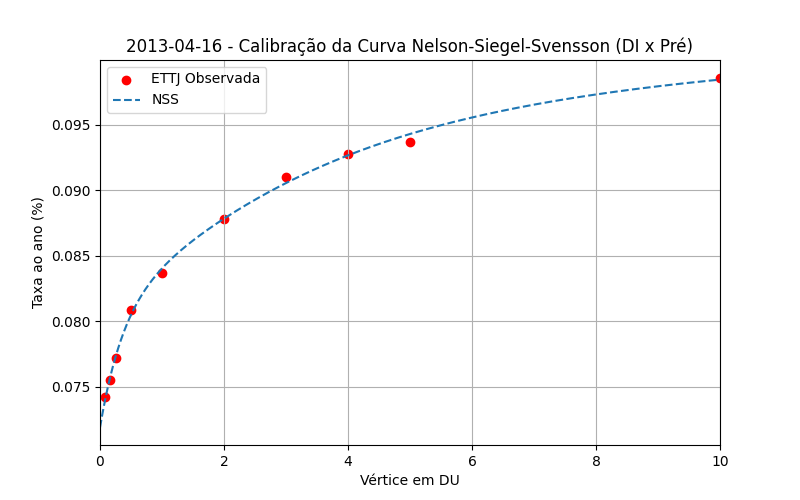 2013-04-16 - Calibração da Curva Nelson-Siegel-Svensson (DI x Pré)
ETTJ Observada
NSS
Taxa ao ano (%)
0.095
0.090
0.085
0.080
0.075
0 2 4 6 8 10
Vértice em DU